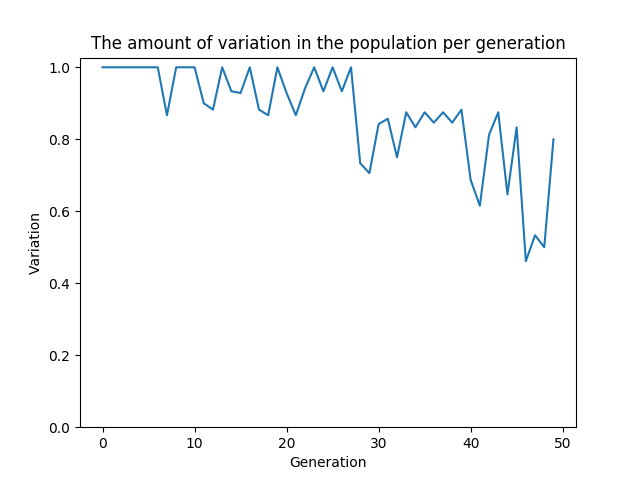 The amount of variation in the population per generation
1.0
0.8
0.6
0.4
0.2
0.0
Variation
0 10 20 30 40 50
Generation